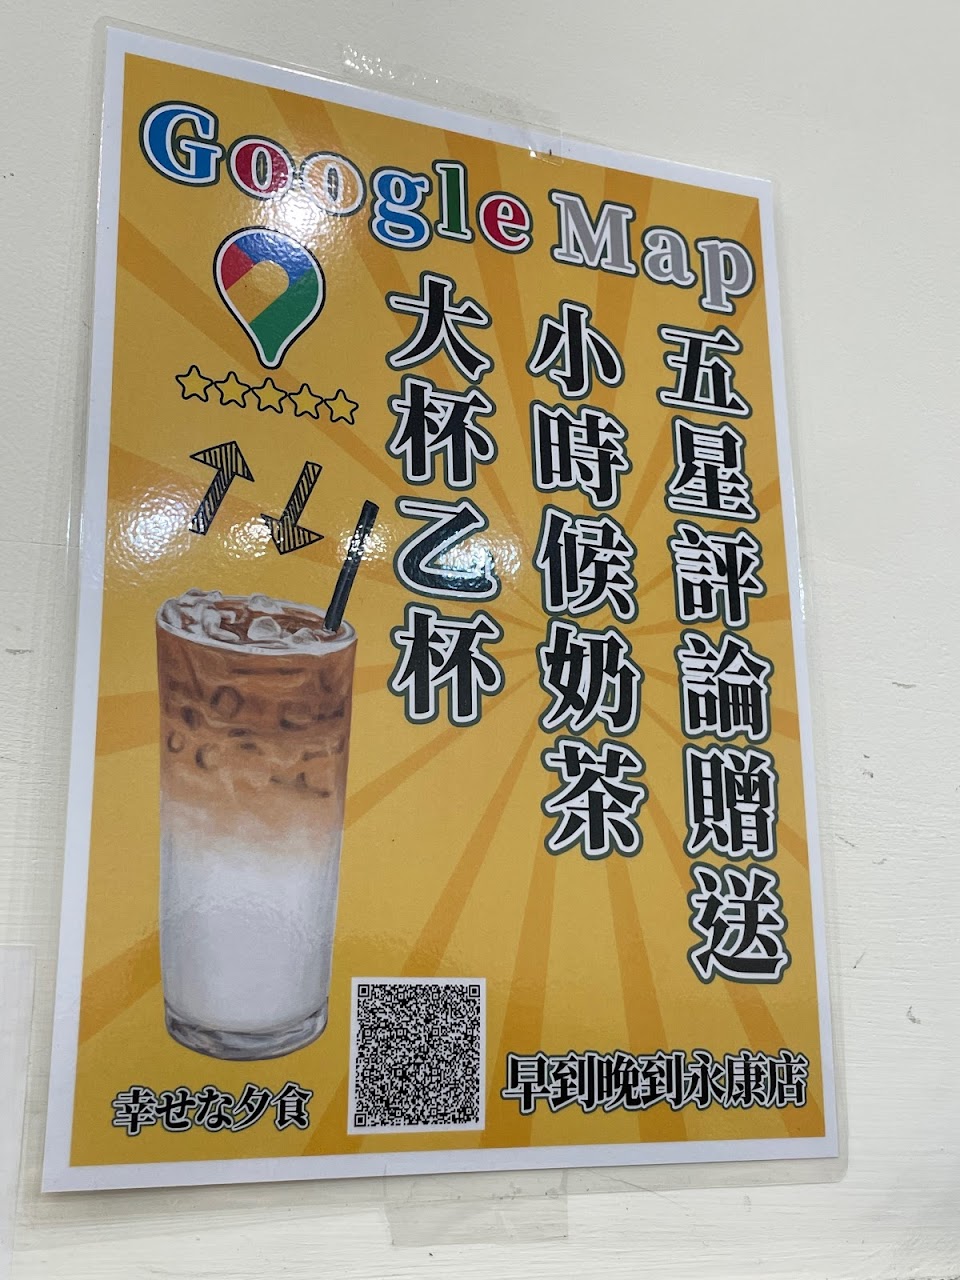 Google Map
五星評論贈送
小時候奶茶
大杯乙杯
幸せな夕食
早到晚到永康店